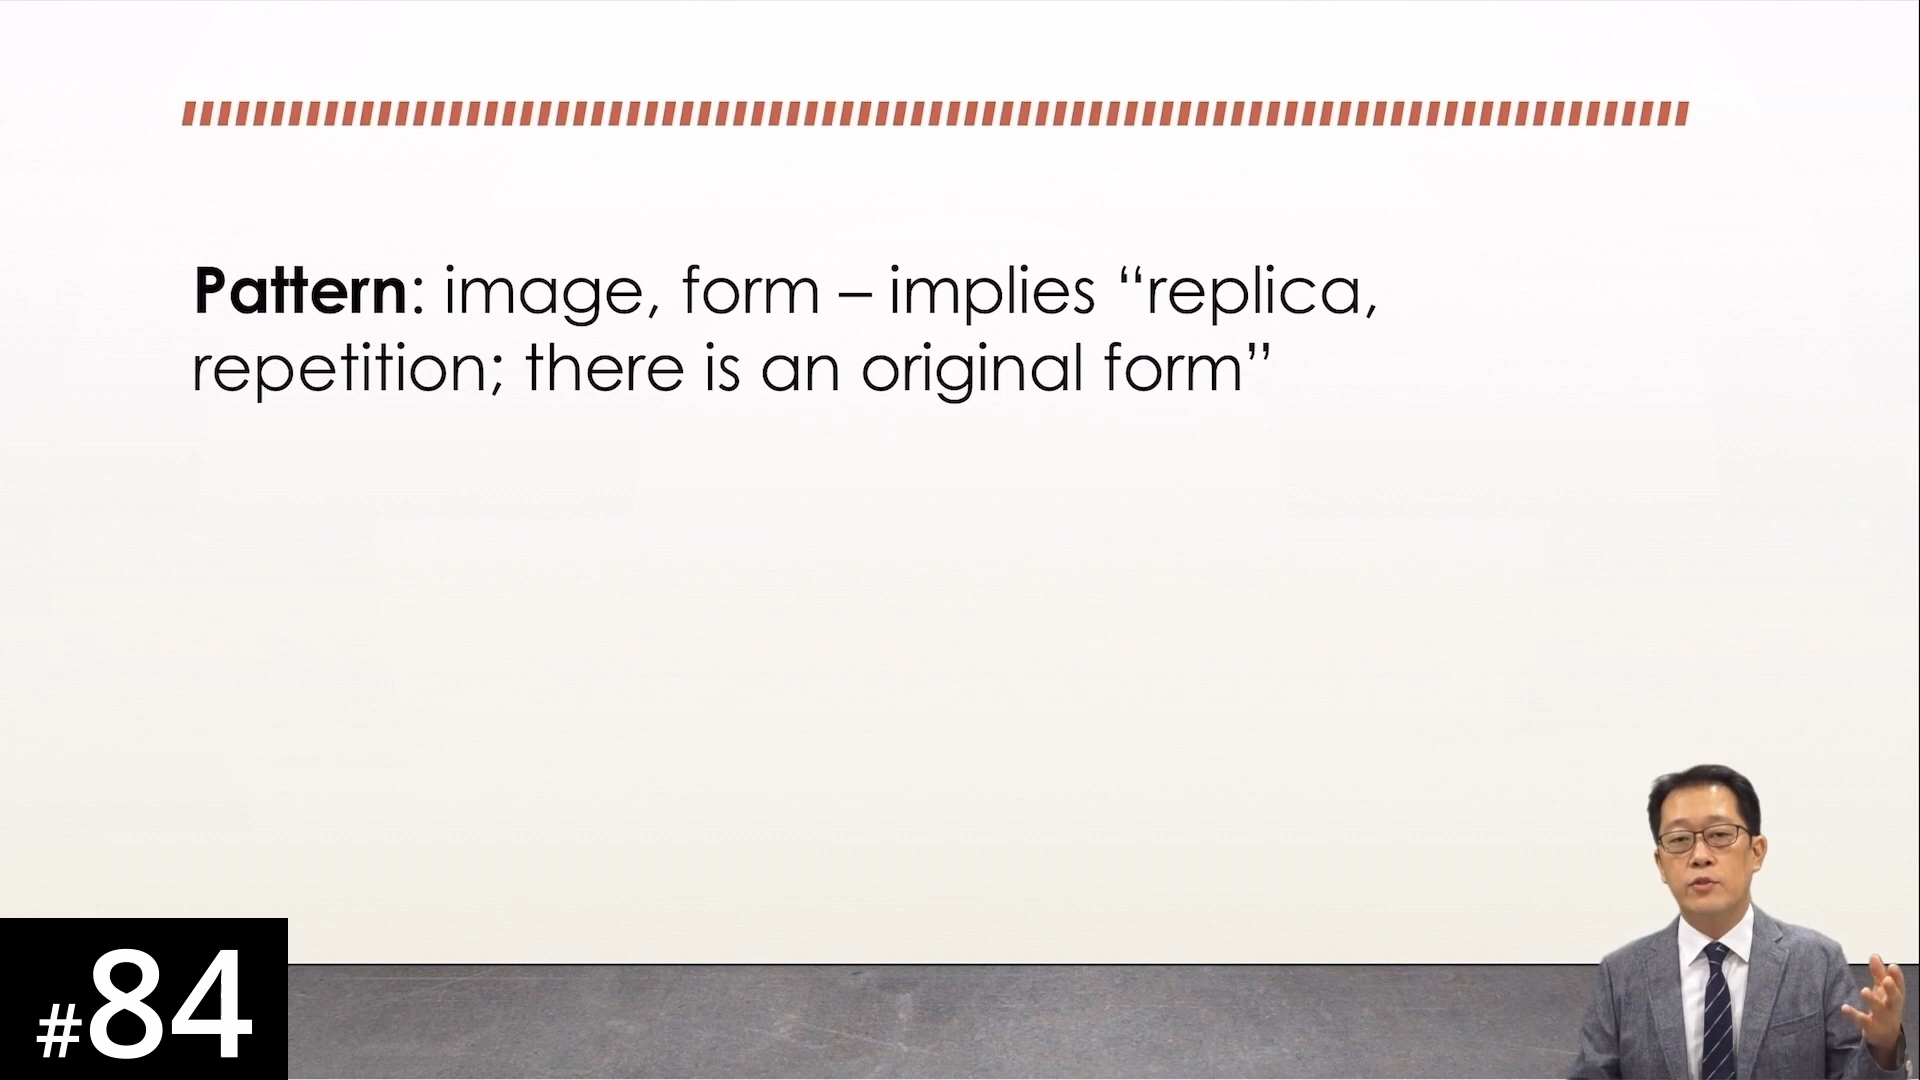 Pattern: image, form – implies “replica,
repetition; there is an original form”
#84